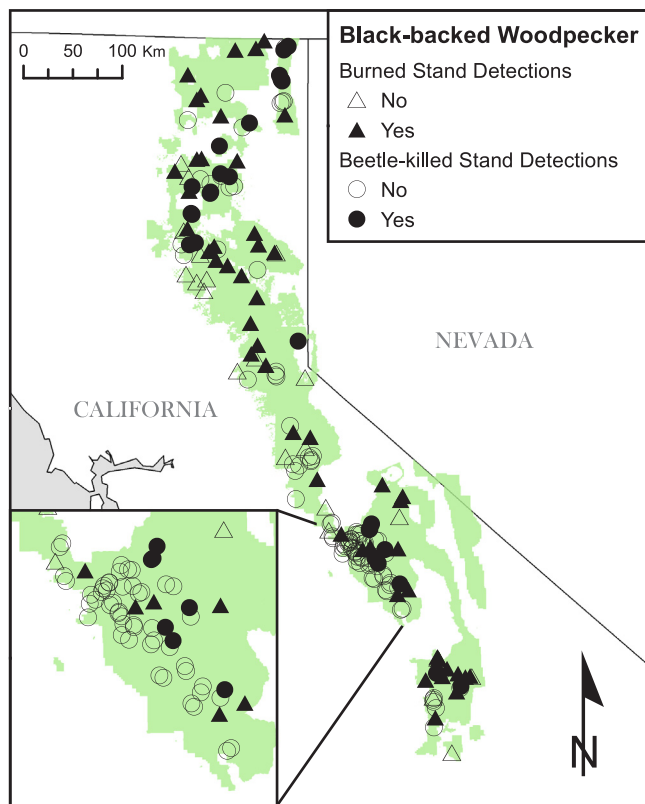 0 50 100 Km
Black-backed Woodpecker
Burned Stand Detections
No
Yes
Beetle-killed Stand Detections
No
Yes
NEVADA
CALIFORNIA
N